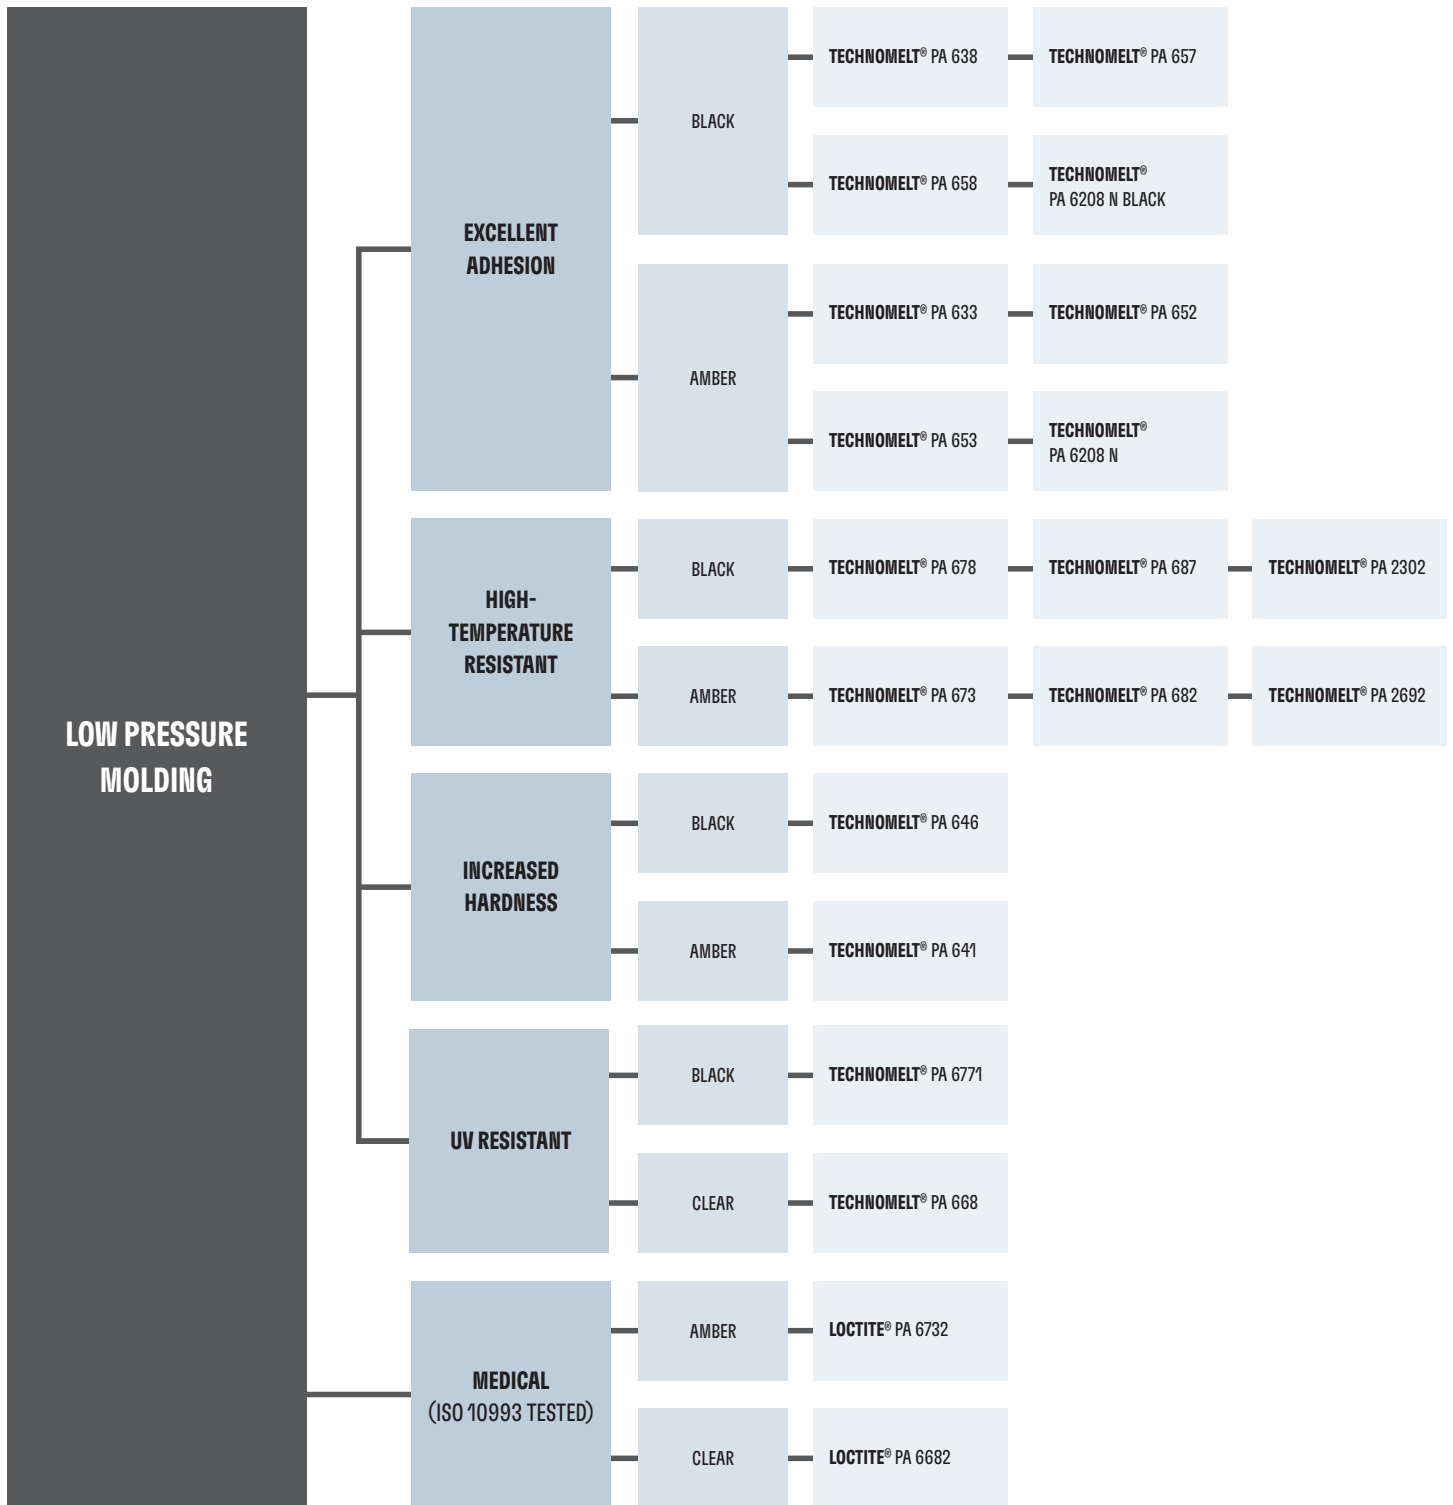 LOW PRESSURE
MOLDING
EXCELLENT
ADHESION
BLACK
TECHNOMELT® PA 638
TECHNOMELT® PA 657
TECHNOMELT® PA 658
TECHNOMELT®
PA 6208 N BLACK
AMBER
TECHNOMELT® PA 633
TECHNOMELT® PA 652
TECHNOMELT® PA 653
TECHNOMELT®
PA 6208 N
HIGH-
TEMPERATURE
RESISTANT
BLACK
TECHNOMELT® PA 678
TECHNOMELT® PA 687
TECHNOMELT® PA 2302
AMBER
TECHNOMELT® PA 673
TECHNOMELT® PA 682
TECHNOMELT® PA 2692
INCREASED
HARDNESS
BLACK
TECHNOMELT® PA 646
AMBER
TECHNOMELT® PA 641
UV RESISTANT
BLACK
TECHNOMELT® PA 6771
CLEAR
TECHNOMELT® PA 668
MEDICAL
(ISO 10993 TESTED)
AMBER
LOCTITE® PA 6732
CLEAR
LOCTITE® PA 6682